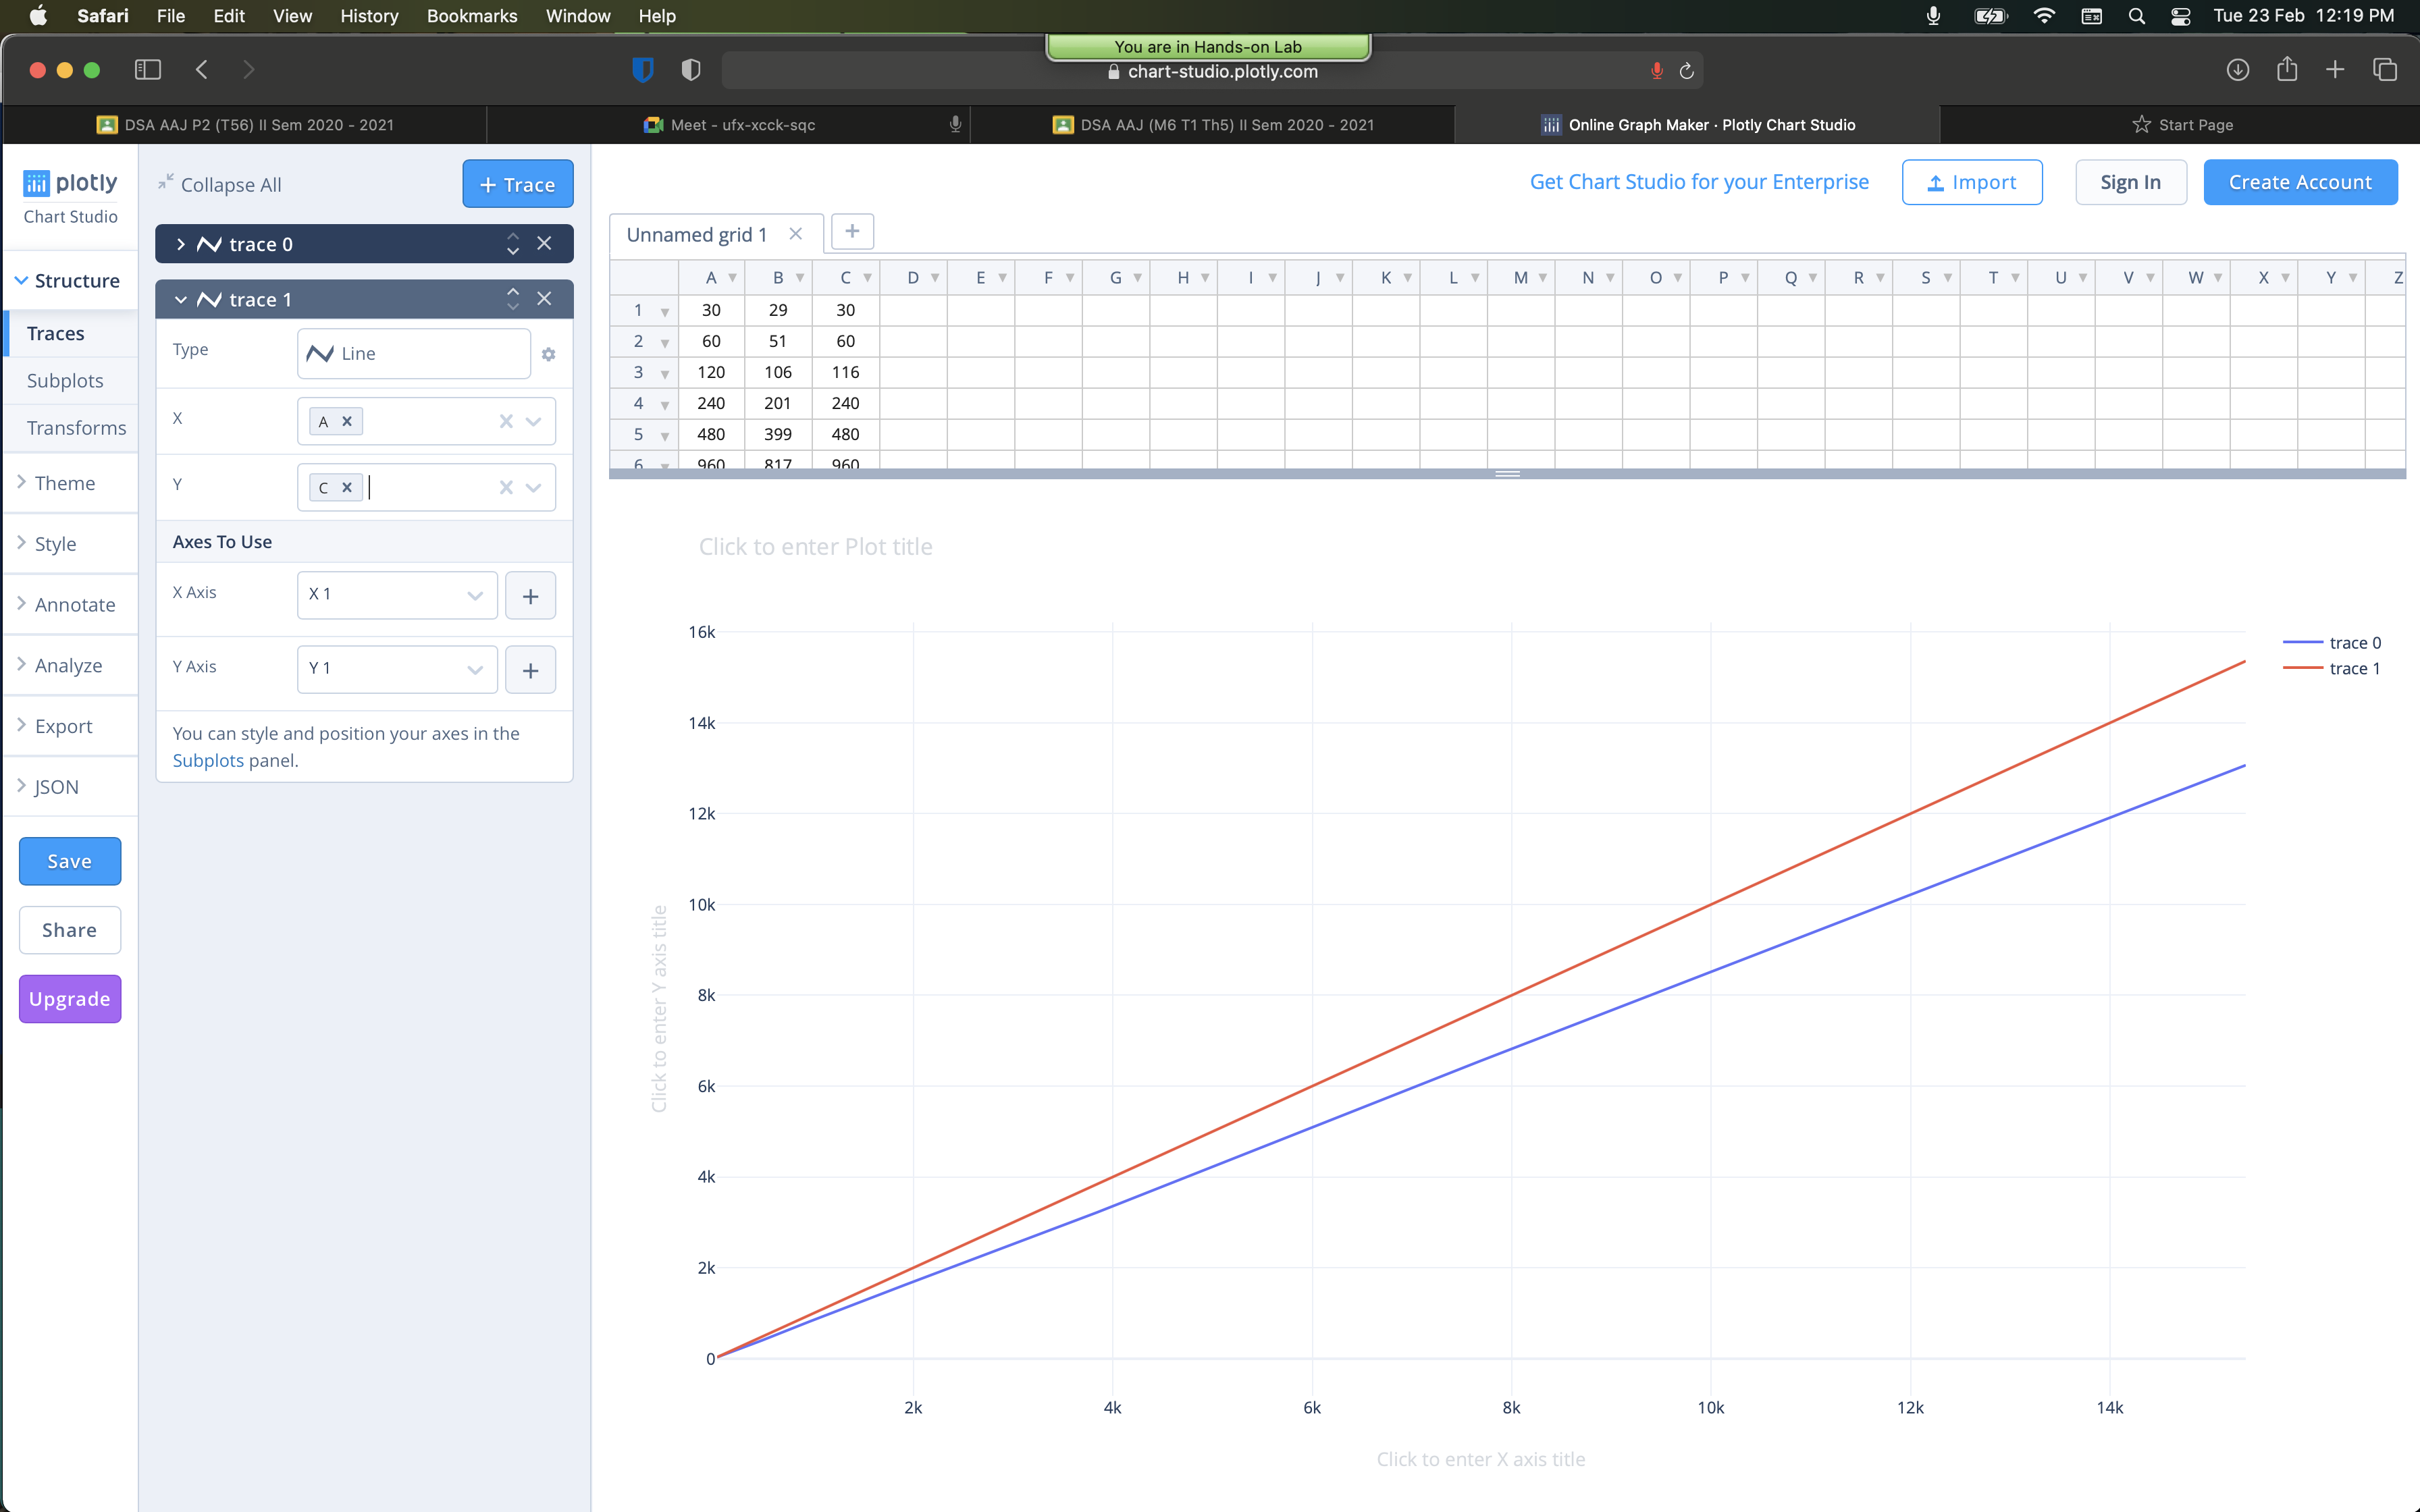 Safari File Edit View History Bookmarks Window Help Tue 23 Feb 12:19 PM
You are in Hands-on Lab
chart-studio.plotly.com
DSA AAJ P2 (T56) II Sem 2020 - 2021
Meet - ufx-xcck-sqc
DSA AAJ (M6 T1 Th5) II Sem 2020 - 2021
Online Graph Maker · Plotly Chart Studio
Start Page
plotly
Chart Studio
Structure
Traces
Subplots
Transforms
Theme
Style
Annotate
Analyze
Export
JSON
Save
Share
Upgrade
Collapse All
+ Trace
trace 0
trace 1
Type Line
X A
Y C
Axes To Use
X Axis X 1 +
Y Axis Y 1 +
You can style and position your axes in the
Subplots panel.
Get Chart Studio for your Enterprise Import Sign In Create Account
Unnamed grid 1 +
A B C D E F G H I J K L M N O P Q R S T U V W X Y Z
1 30 29 30
2 60 51 60
3 120 106 116
4 240 201 240
5 480 399 480
6 960 817 960
Click to enter Plot title
16k
14k
12k
10k
8k
6k
4k
2k
0
Click to enter Y axis title
2k 4k 6k 8k 10k 12k 14k
Click to enter X axis title
trace 0
trace 1